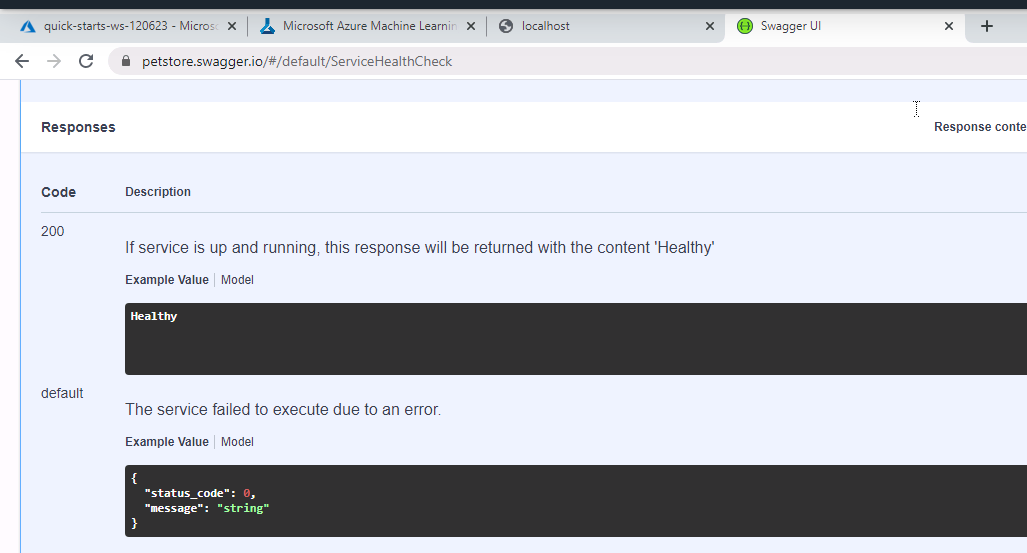 quick-starts-ws-120623 - Microso
Microsoft Azure Machine Learnin
localhost
Swagger UI
petstore.swagger.io/#/default/ServiceHealthCheck
Responses
Response conte
Code Description
200
If service is up and running, this response will be returned with the content 'Healthy'
Example Value Model
Healthy
default
The service failed to execute due to an error.
Example Value Model
{
"status_code": 0,
"message": "string"
}